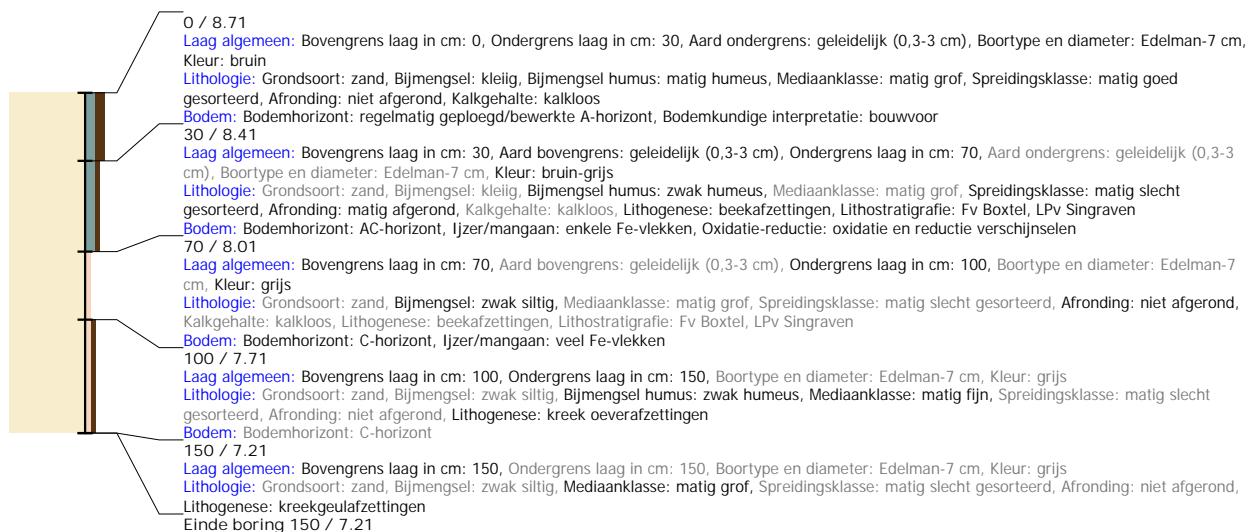 0 / 8.71
Laag algemeen: Bovengrens laag in cm: 0, Ondergrens laag in cm: 30, Aard ondergrens: geleidelijk (0,3-3 cm), Boortype en diameter: Edelman-7 cm,
Kleur: bruin
Lithologie: Grondsoort: zand, Bijmengsel: kleiig, Bijmengsel humus: matig humeus, Mediaanklasse: matig grof, Spreidingsklasse: matig goed
gesorteerd, Afronding: niet afgerond, Kalkgehalte: kalkloos
Bodem: Bodemhorizont: regelmatig geploegd/bewerkte A-horizont, Bodemkundige interpretatie: bouwvoor
30 / 8.41
Laag algemeen: Bovengrens laag in cm: 30, Aard bovengrens: geleidelijk (0,3-3 cm), Ondergrens laag in cm: 70, Aard ondergrens: geleidelijk (0,3-3
cm), Boortype en diameter: Edelman-7 cm, Kleur: bruin-grijs
Lithologie: Grondsoort: zand, Bijmengsel: kleiig, Bijmengsel humus: zwak humeus, Mediaanklasse: matig grof, Spreidingsklasse: matig slecht
gesorteerd, Afronding: matig afgerond, Kalkgehalte: kalkloos, Lithogenese: beekafzettingen, Lithostratigrafie: Fv Boxtel, LPv Singraven
Bodem: Bodemhorizont: AC-horizont, Ijzer/mangaan: enkele Fe-vlekken, Oxidatie-reductie: oxidatie en reductie verschijnselen
70 / 8.01
Laag algemeen: Bovengrens laag in cm: 70, Aard bovengrens: geleidelijk (0,3-3 cm), Ondergrens laag in cm: 100, Boortype en diameter: Edelman-7
cm, Kleur: grijs
Lithologie: Grondsoort: zand, Bijmengsel: zwak siltig, Mediaanklasse: matig grof, Spreidingsklasse: matig slecht gesorteerd, Afronding: niet afgerond,
Kalkgehalte: kalkloos, Lithogenese: beekafzettingen, Lithostratigrafie: Fv Boxtel, LPv Singraven
Bodem: Bodemhorizont: C-horizont, Ijzer/mangaan: veel Fe-vlekken
100 / 7.71
Laag algemeen: Bovengrens laag in cm: 100, Ondergrens laag in cm: 150, Boortype en diameter: Edelman-7 cm, Kleur: grijs
Lithologie: Grondsoort: zand, Bijmengsel: zwak siltig, Bijmengsel humus: zwak humeus, Mediaanklasse: matig fijn, Spreidingsklasse: matig slecht
gesorteerd, Afronding: niet afgerond, Lithogenese: kreek oeverafzettingen
Bodem: Bodemhorizont: C-horizont
150 / 7.21
Laag algemeen: Bovengrens laag in cm: 150, Ondergrens laag in cm: 150, Boortype en diameter: Edelman-7 cm, Kleur: grijs
Lithologie: Grondsoort: zand, Bijmengsel: zwak siltig, Mediaanklasse: matig grof, Spreidingsklasse: matig slecht gesorteerd, Afronding: niet afgerond,
Lithogenese: kreekgeulafzettingen
Einde boring 150 / 7.21